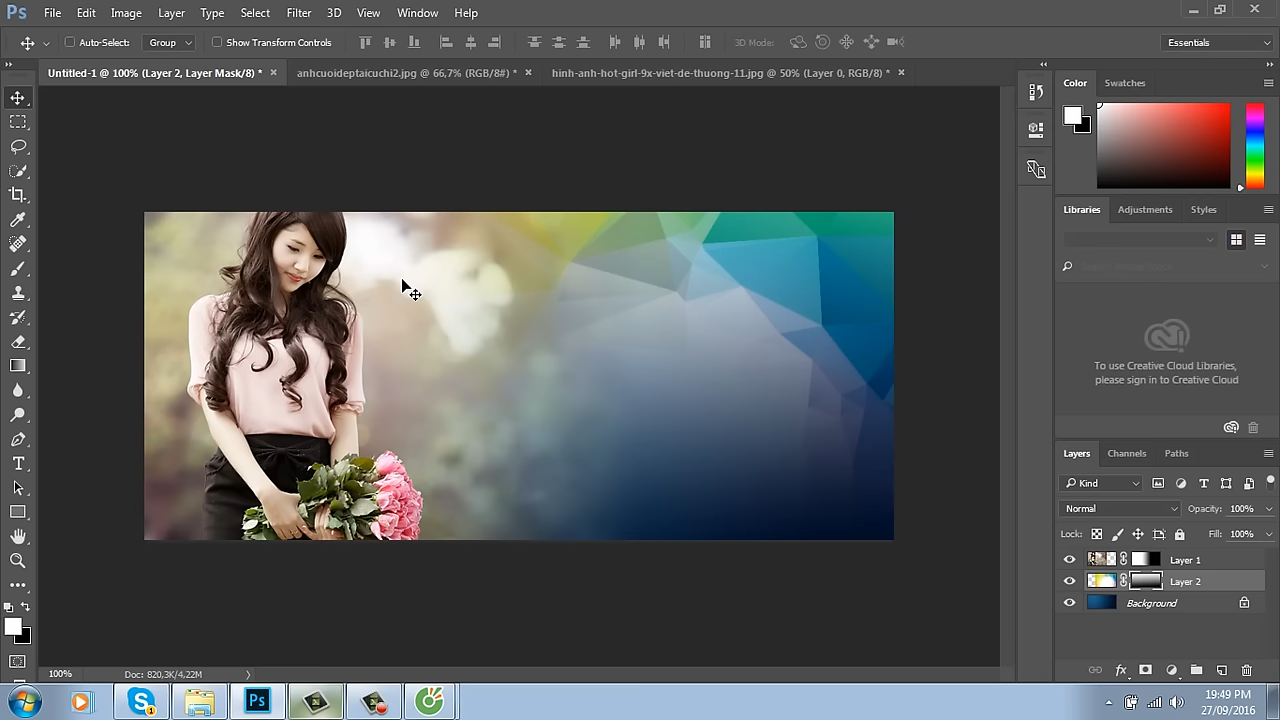 Ps File Edit Image Layer Type Select Filter 3D View Window Help
Auto-Select: Group Show Transform Controls 3D Mode: Essentials
Untitled-1 @ 100% (Layer 2, Layer Mask/8) * × anhcuoideptaicuchi2.jpg @ 66,7% (RGB/8#) * × hinh-anh-hot-girl-9x-viet-de-thuong-11.jpg @ 50% (Layer 0, RGB/8) * ×
Color Swatches
Libraries Adjustments Styles
To use Creative Cloud Libraries,
please sign in to Creative Cloud
Layers Channels Paths
Kind
Normal Opacity: 100%
Lock: Fill: 100%
Layer 1
Layer 2
Background
100% Doc: 820,3K/4,22M
Ps
19:49 PM
27/09/2016